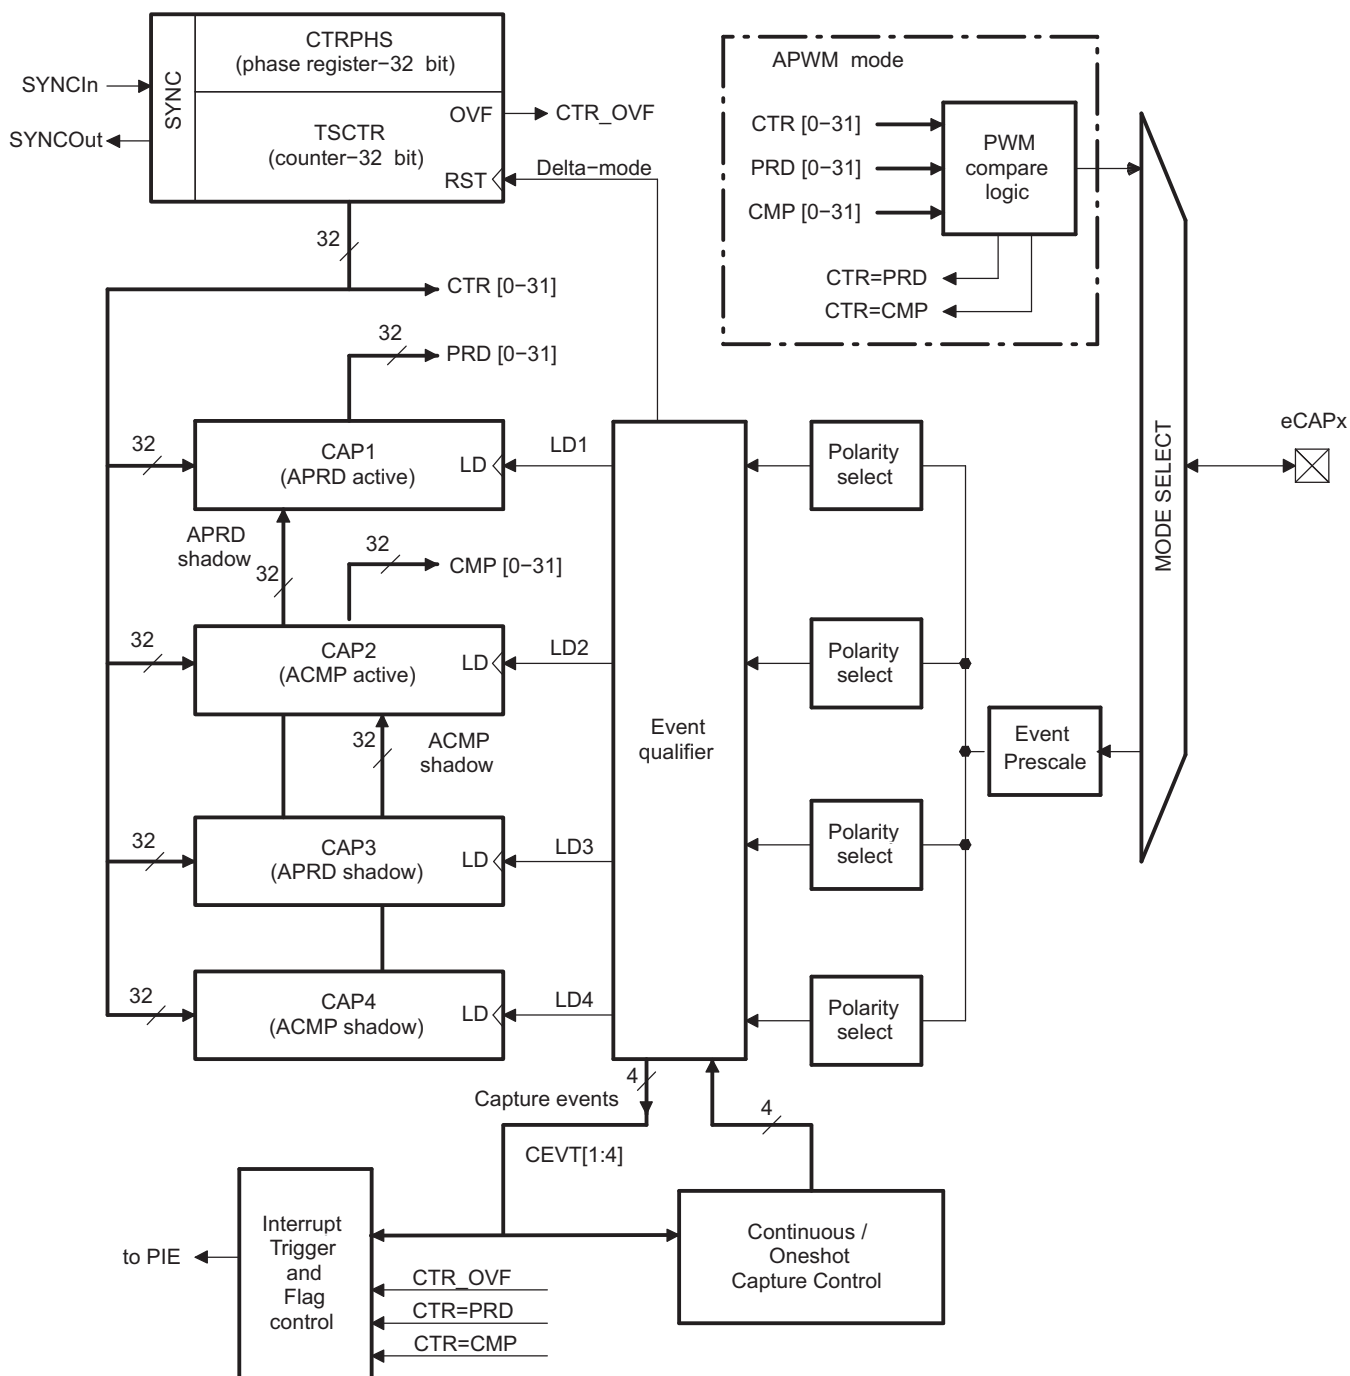 CTRPHS
(phase register−32 bit)
SYNCIn
SYNC
SYNCOut
OVF
CTR_OVF
TSCTR
(counter−32 bit)
RST
Delta−mode
32
CTR [0−31]
32
PRD [0−31]
APWM mode
CTR [0−31]
PRD [0−31]
CMP [0−31]
PWM
compare
logic
CTR=PRD
CTR=CMP
MODE SELECT
eCAPx
32
CAP1
(APRD active)
LD
LD1
Polarity
select
APRD
shadow
32
32
CMP [0−31]
32
CAP2
(ACMP active)
LD
LD2
Polarity
select
32
ACMP
shadow
Event
qualifier
Event
Prescale
32
CAP3
(APRD shadow)
LD
LD3
Polarity
select
32
CAP4
(ACMP shadow)
LD
LD4
Polarity
select
4
Capture events
4
CEVT[1:4]
Interrupt
Trigger
and
Flag
control
to PIE
CTR_OVF
CTR=PRD
CTR=CMP
Continuous /
Oneshot
Capture Control